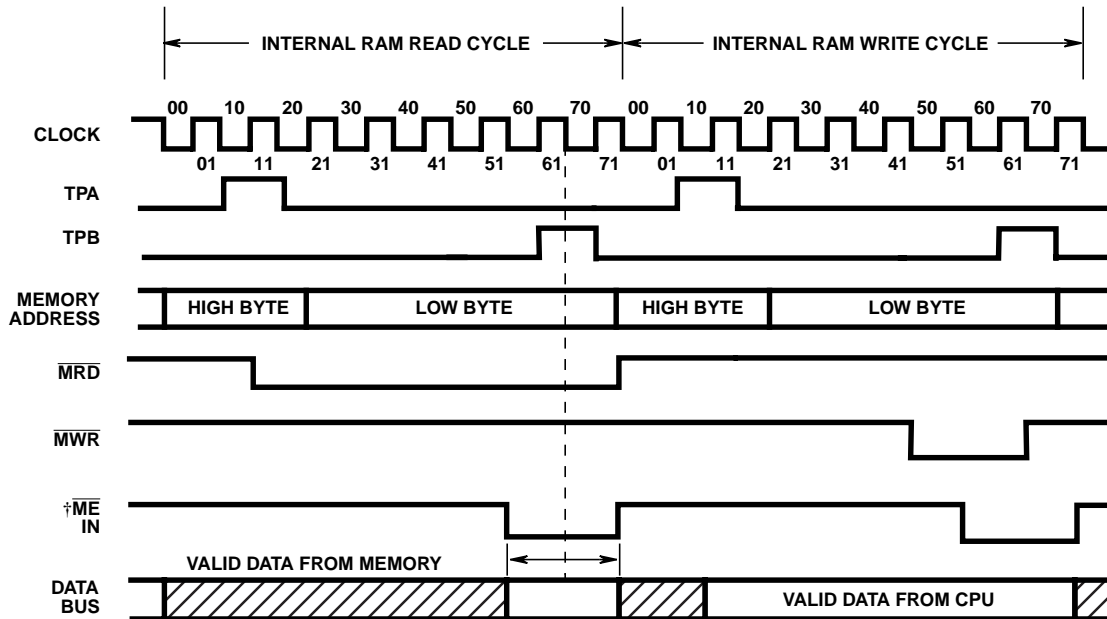 INTERNAL RAM READ CYCLE INTERNAL RAM WRITE CYCLE
00 10 20 30 40 50 60 70 00 10 20 30 40 50 60 70
CLOCK
01 11 21 31 41 51 61 71 01 11 21 31 41 51 61 71
TPA
TPB
MEMORY ADDRESS
HIGH BYTE LOW BYTE HIGH BYTE LOW BYTE
MRD
MWR
†ME
IN
VALID DATA FROM MEMORY
DATA
BUS
VALID DATA FROM CPU